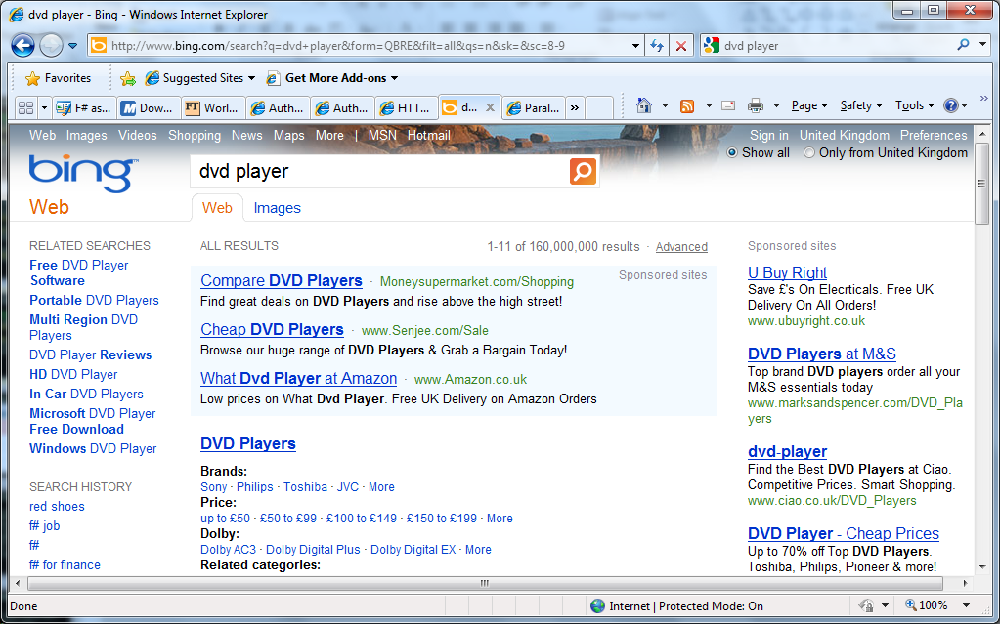 dvd player - Bing - Windows Internet Explorer
http://www.bing.com/search?q=dvd+player&form=QBRE&filt=all&qs=n&sk=&sc=8-9
dvd player
Favorites
Suggested Sites
Get More Add-ons
F# as...
Dow...
FT
Worl...
Auth...
Auth...
HTT...
d...
Paral...
»
Page
Safety
Tools
»
Web Images Videos Shopping News Maps More | MSN Hotmail
Sign in United Kingdom Preferences
Show all Only from United Kingdom
bing™
dvd player
Web
Web Images
RELATED SEARCHES
Free DVD Player
Software
Portable DVD Players
Multi Region DVD
Players
DVD Player Reviews
HD DVD Player
In Car DVD Players
Microsoft DVD Player
Free Download
Windows DVD Player
SEARCH HISTORY
red shoes
f# job
f#
f# for finance
ALL RESULTS
1-11 of 160,000,000 results · Advanced
Sponsored sites
Compare DVD Players · Moneysupermarket.com/Shopping
Find great deals on DVD Players and rise above the high street!
Cheap DVD Players · www.Senjee.com/Sale
Browse our huge range of DVD Players & Grab a Bargain Today!
What Dvd Player at Amazon · www.Amazon.co.uk
Low prices on What Dvd Player. Free UK Delivery on Amazon Orders
DVD Players
Brands:
Sony · Philips · Toshiba · JVC · More
Price:
up to £50 · £50 to £99 · £100 to £149 · £150 to £199 · More
Dolby:
Dolby AC3 · Dolby Digital Plus · Dolby Digital EX · More
Related categories:
Sponsored sites
U Buy Right
Save £'s On Elecrticals. Free UK
Delivery On All Orders!
www.ubuyright.co.uk
DVD Players at M&S
Top brand DVD players order all your
M&S essentials today
www.marksandspencer.com/DVD_Pla
yers
dvd-player
Find the Best DVD Players at Ciao.
Competitive Prices. Smart Shopping.
www.ciao.co.uk/DVD_Players
DVD Player - Cheap Prices
Up to 70% off Top DVD Players.
Toshiba, Philips, Pioneer & more!
Done
Internet | Protected Mode: On
100%